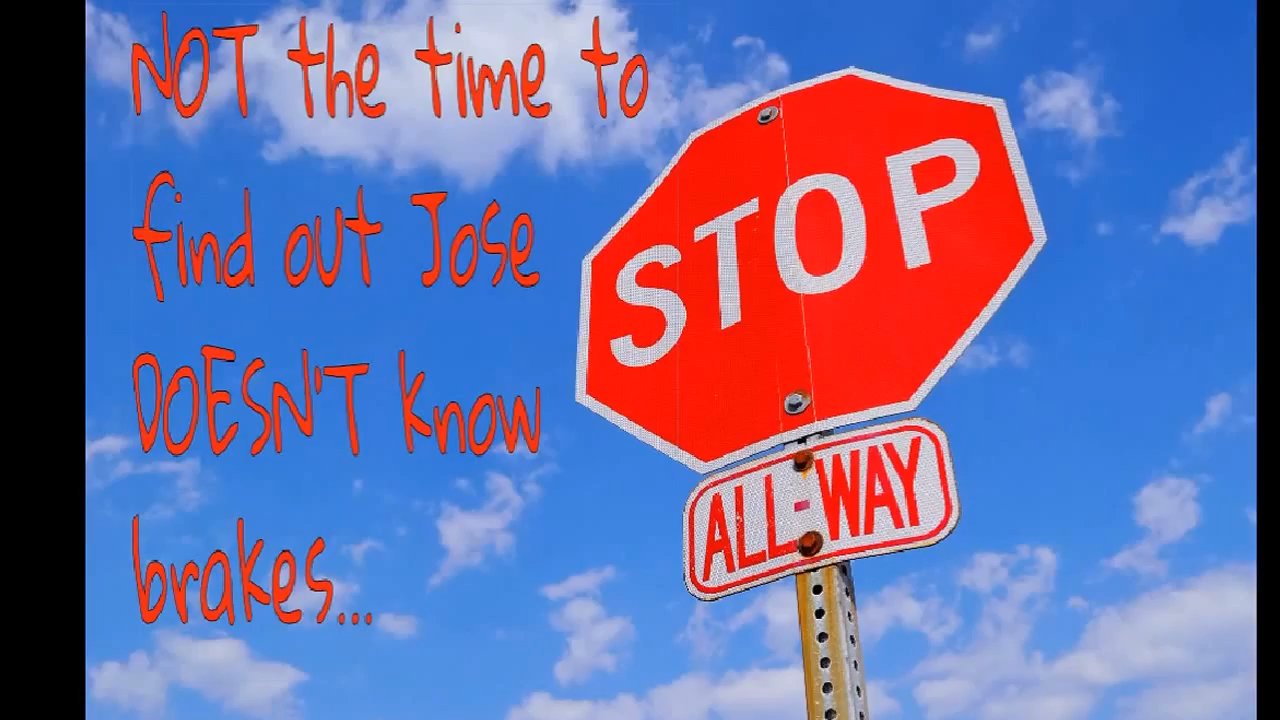 NOT the time to
find out Jose
DOESN'T know
brakes...
STOP
ALL-WAY